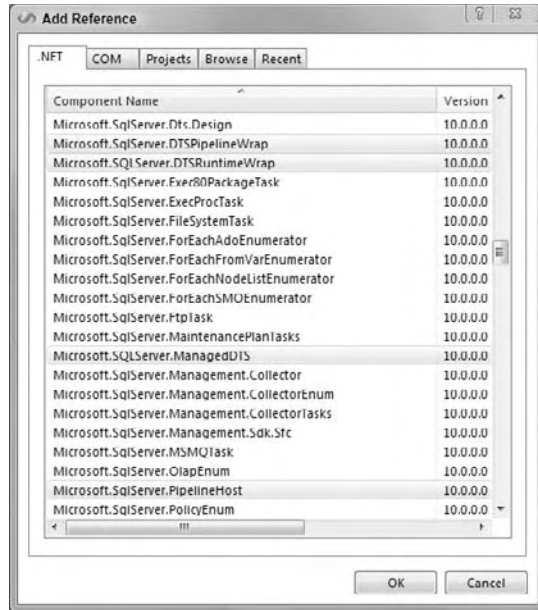 Add Reference
.NET COM Projects Browse Recent
Component Name Version
Microsoft.SqlServer.Dts.Design 10.0.0.0
Microsoft.SqlServer.DTSPipelineWrap 10.0.0.0
Microsoft.SQLServer.DTSRuntimeWrap 10.0.0.0
Microsoft.SqlServer.Exec80PackageTask 10.0.0.0
Microsoft.SqlServer.ExecProcTask 10.0.0.0
Microsoft.SqlServer.FileSystemTask 10.0.0.0
Microsoft.SqlServer.ForEachAdoEnumerator 10.0.0.0
Microsoft.SqlServer.ForEachFromVarEnumerator 10.0.0.0
Microsoft.SqlServer.ForEachNodeListEnumerator 10.0.0.0
Microsoft.SqlServer.ForEachSMOEnumerator 10.0.0.0
Microsoft.SqlServer.FtpTask 10.0.0.0
Microsoft.SqlServer.MaintenancePlanTasks 10.0.0.0
Microsoft.SQLServer.ManagedDTS 10.0.0.0
Microsoft.SqlServer.Management.Collector 10.0.0.0
Microsoft.SqlServer.Management.CollectorEnum 10.0.0.0
Microsoft.SqlServer.Management.CollectorTasks 10.0.0.0
Microsoft.SqlServer.Management.Sdk.Sfc 10.0.0.0
Microsoft.SqlServer.MSMQTask 10.0.0.0
Microsoft.SqlServer.OlapEnum 10.0.0.0
Microsoft.SqlServer.PipelineHost 10.0.0.0
Microsoft.SqlServer.PolicyEnum 10.0.0.0
OK Cancel